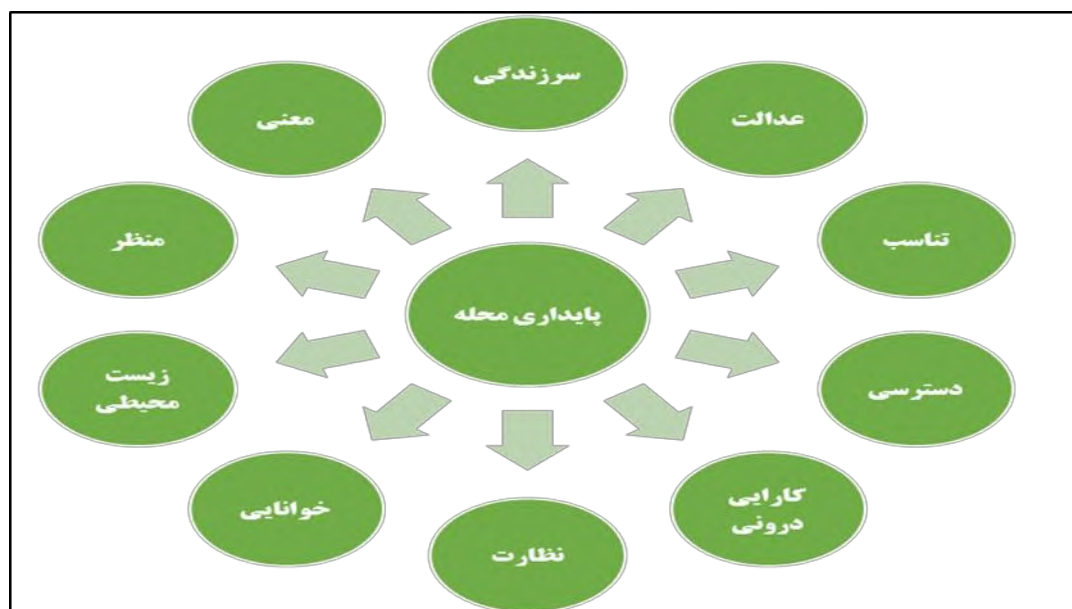 سرزندگی
عدالت
تناسب
دسترسی
کارایی
درونی
نظارت
خوانایی
زیست
محیطی
منظر
معنی
پایداری محله